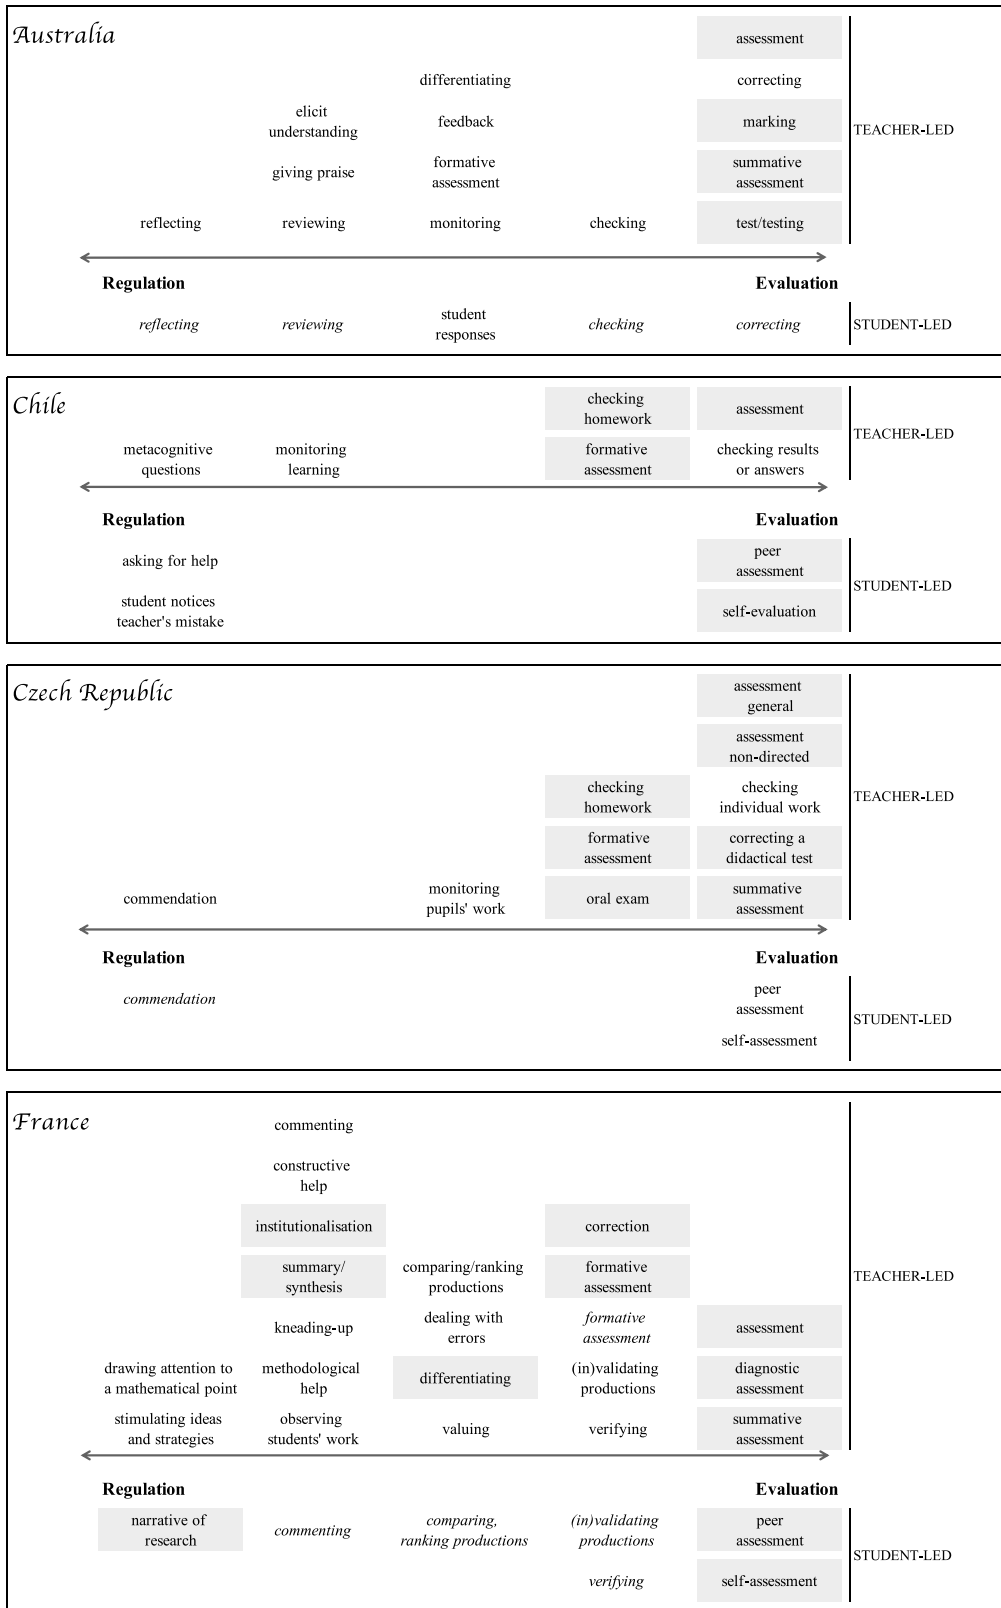 Australia
assessment
differentiating correcting
elicit
understanding feedback marking TEACHER-LED
giving praise formative
assessment summative
assessment
reflecting reviewing monitoring checking test/testing
Regulation Evaluation
reflecting reviewing student
responses checking correcting STUDENT-LED
Chile
checking
homework assessment
TEACHER-LED
metacognitive
questions monitoring
learning formative
assessment checking results
or answers
Regulation Evaluation
asking for help peer
assessment
STUDENT-LED
student notices
teacher's mistake self-evaluation
Czech Republic
assessment
general
assessment
non-directed
checking
homework checking
individual work TEACHER-LED
formative
assessment correcting a
didactical test
commendation monitoring
pupils' work oral exam summative
assessment
Regulation Evaluation
commendation peer
assessment
STUDENT-LED
self-assessment
France
commenting
constructive
help
institutionalisation correction
summary/
synthesis comparing/ranking
productions formative
assessment TEACHER-LED
kneading-up dealing with
errors formative
assessment assessment
drawing attention to
a mathematical point methodological
help differentiating (in)validating
productions diagnostic
assessment
stimulating ideas
and strategies observing
students' work valuing verifying summative
assessment
Regulation Evaluation
narrative of
research commenting comparing,
ranking productions (in)validating
productions peer
assessment
STUDENT-LED
verifying self-assessment